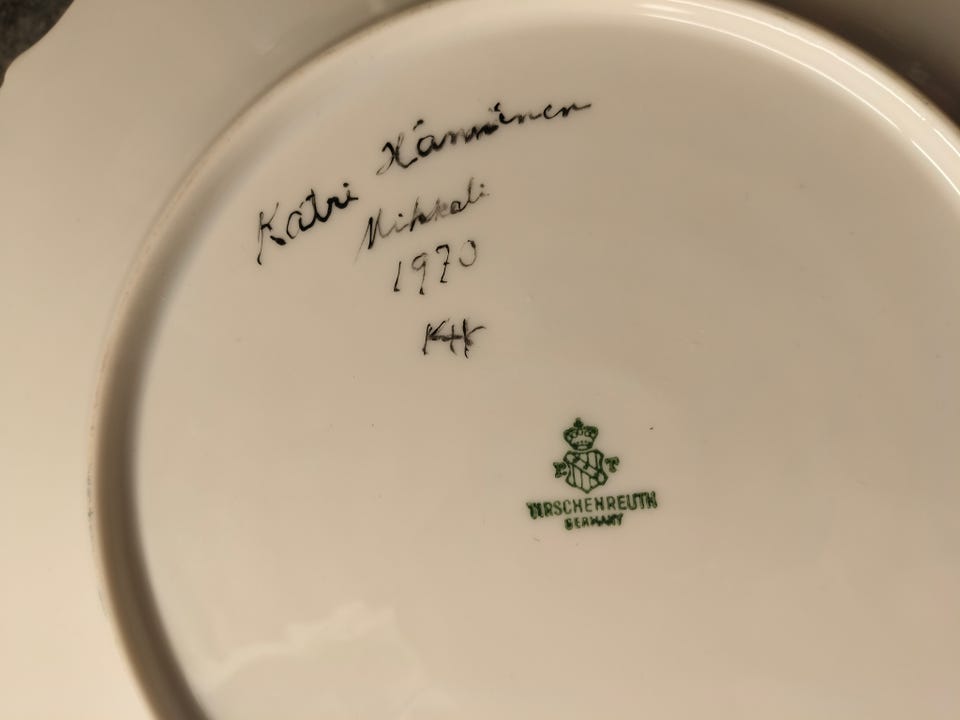 Katri Hänninen
Mikkeli
1970
KH
P T
TIRSCHENREUTH
GERMANY